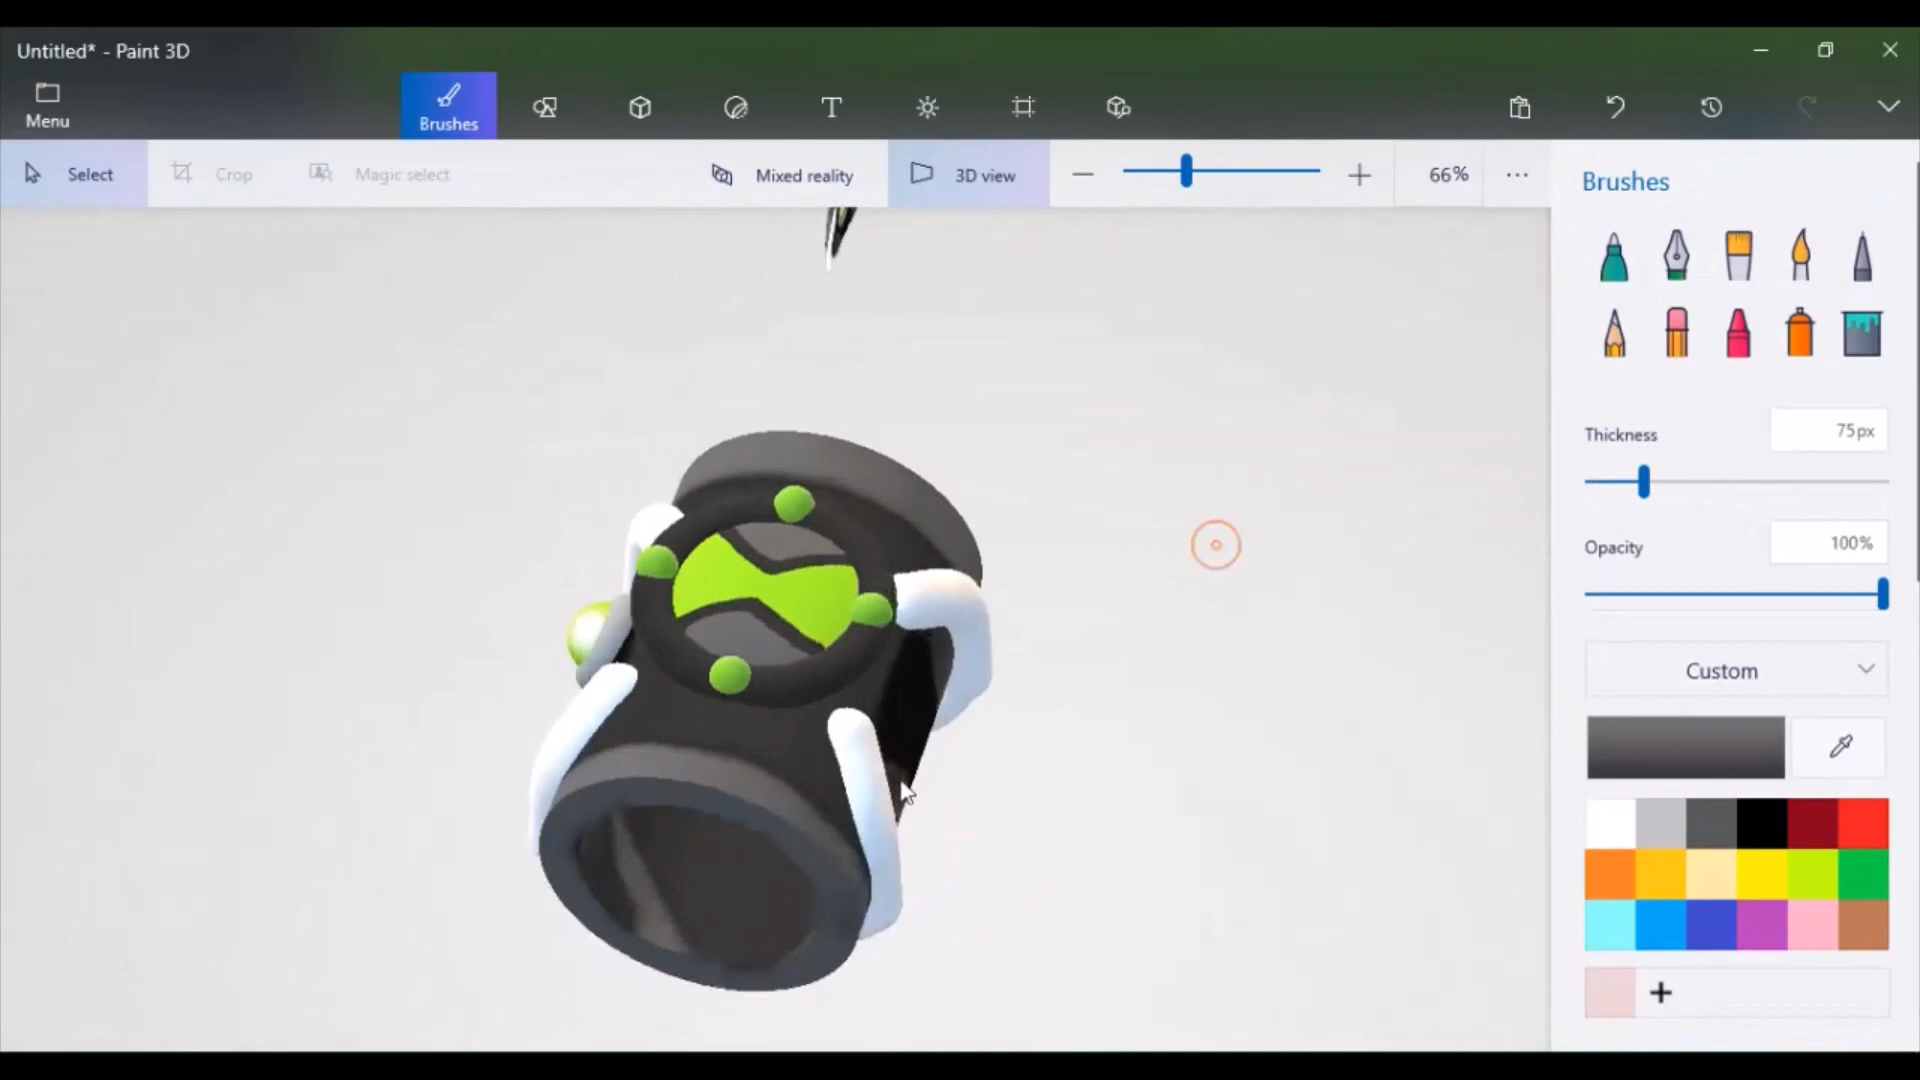 Untitled* - Paint 3D
Menu
Brushes
T
Select
Crop
Magic select
Mixed reality
3D view
66%
Brushes
Thickness
75px
Opacity
100%
Custom